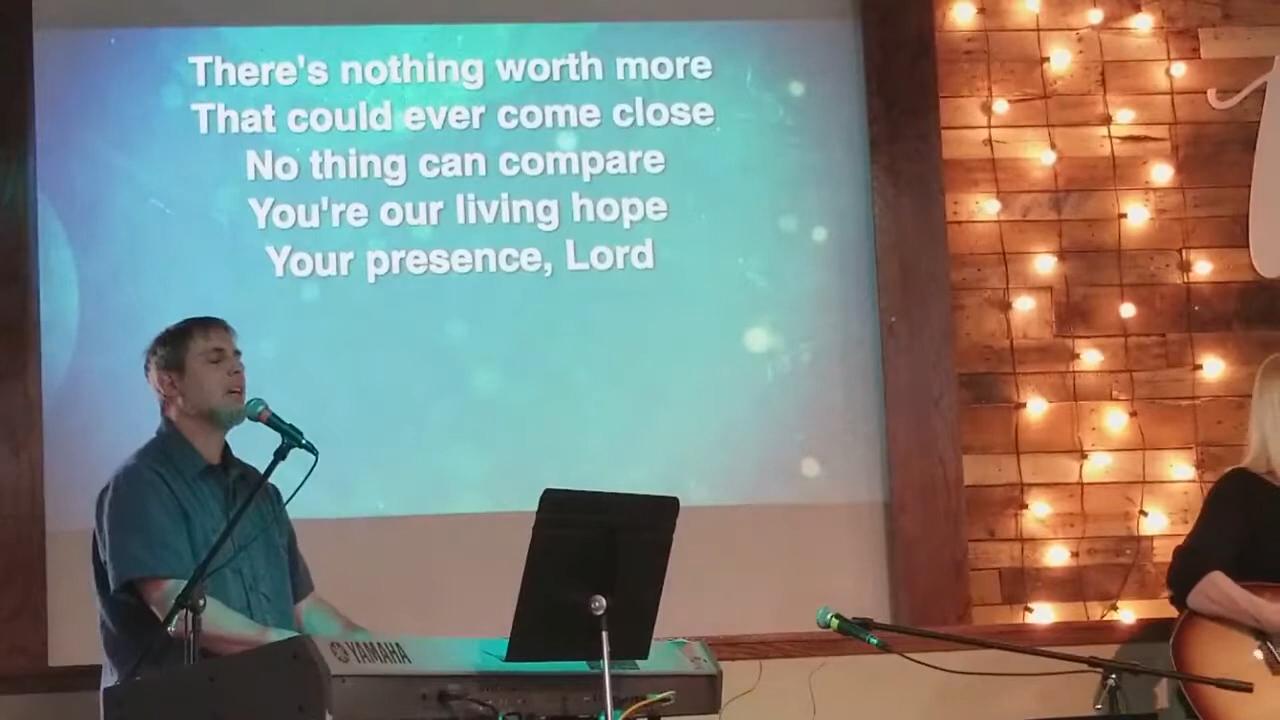 There's nothing worth more
That could ever come close
No thing can compare
You're our living hope
Your presence, Lord
YAMAHA